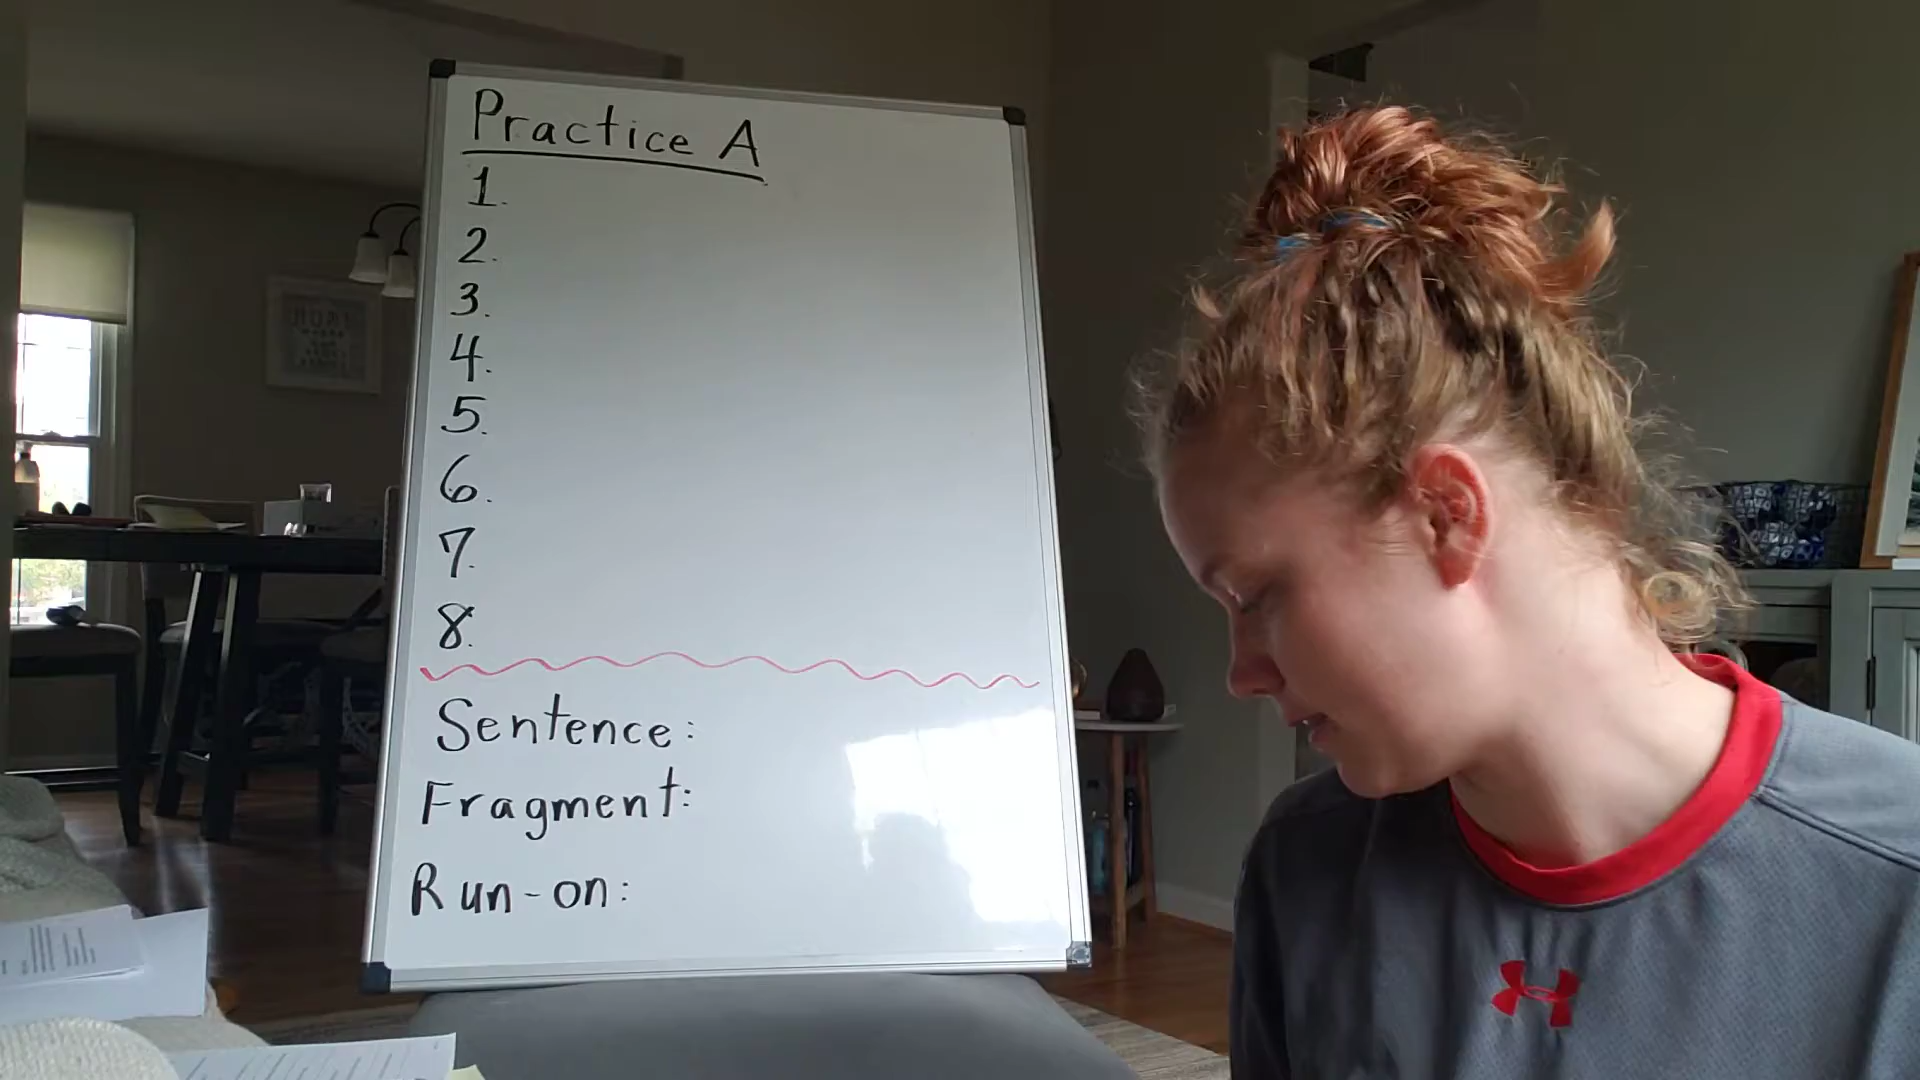 Practice A
1.
2.
3.
4.
5.
6.
7.
8.
Sentence:
Fragment:
Run-on: